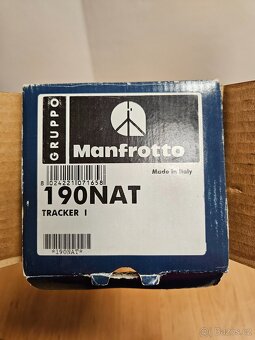 GRUPPO
Manfrotto
Made in Italy
8 024221 071658
190NAT
TRACKER I
*190NAT*